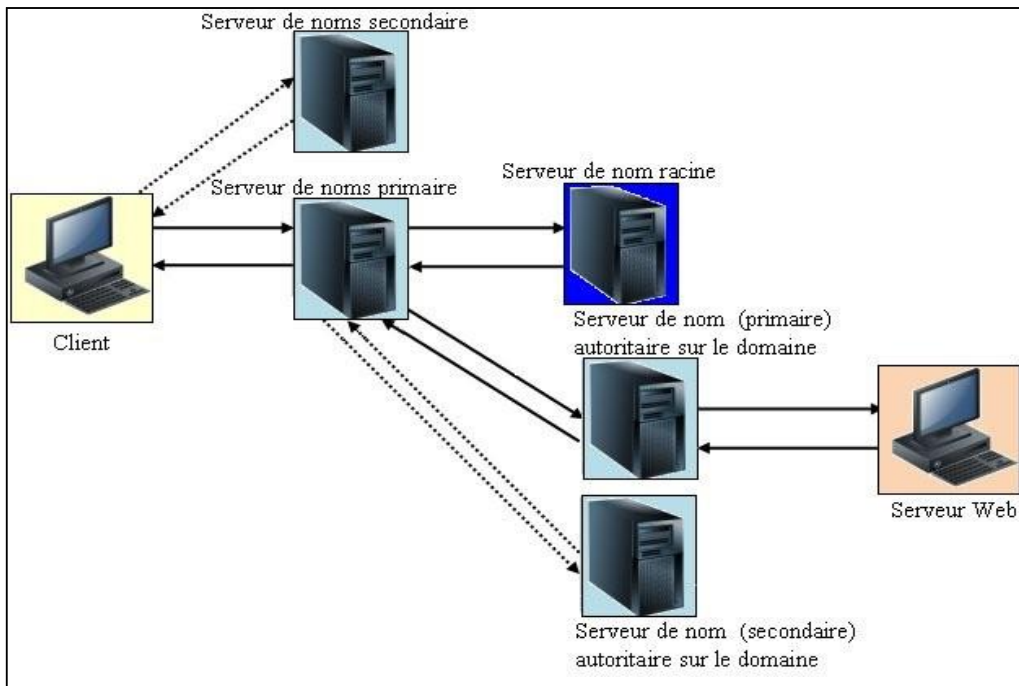 Serveur de noms secondaire
Serveur de noms primaire
Serveur de nom racine
Client
Serveur de nom (primaire)
autoritaire sur le domaine
Serveur Web
Serveur de nom (secondaire)
autoritaire sur le domaine